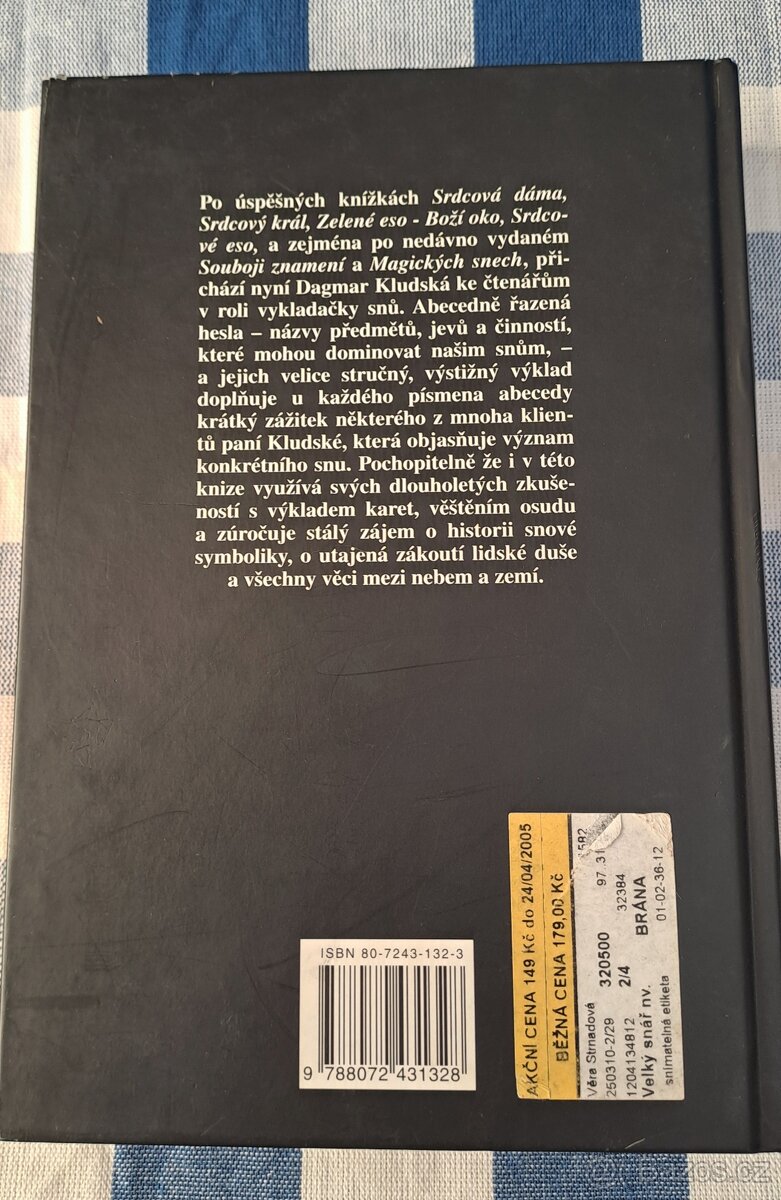 Po úspěšných knížkách Srdcová dáma,
Srdcový král, Zelené eso - Boží oko, Srdco-
vé eso, a zejména po nedávno vydaném
Souboji znamení a Magických snech, při-
chází nyní Dagmar Kludská ke čtenářům
v roli vykladačky snů. Abecedně řazená
hesla – názvy předmětů, jevů a činností,
které mohou dominovat našim snům, –
a jejich velice stručný, výstižný výklad
doplňuje u každého písmena abecedy
krátký zážitek některého z mnoha klien-
tů paní Kludské, která objasňuje význam
konkrétního snu. Pochopitelně že i v této
knize využívá svých dlouholetých zkuše-
ností s výkladem karet, věštěním osudu
a zúročuje stálý zájem o historii snové
symboliky, o utajená zákoutí lidské duše
a všechny věci mezi nebem a zemí.
ISBN 80-7243-132-3
9 788072 431328
AKČNÍ CENA 149 Kč do 24/04/2005
BĚŽNÁ CENA 179,00 Kč
Věra Strnadová
250310-2/29 320500 97.31
1204134812 2/4 32384
Velký snář nv. BRÁNA
snímatelná etiketa 01-02-36-12
Bazos.cz